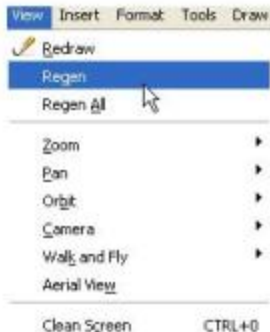 View Insert Format Tools Draw
Redraw
Regen
Regen All
Zoom
Pan
Orbit
Camera
Walk and Fly
Aerial View
Clean Screen CTRL+0